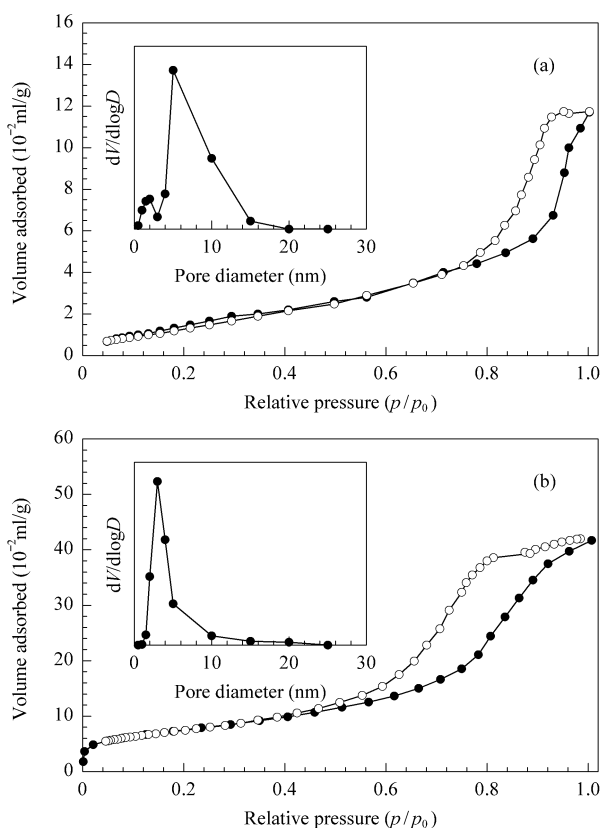 16
14
12
10
8
6
4
2
0
Volume adsorbed (10⁻²ml/g)
(a)
dV/dlogD
0 10 20 30
Pore diameter (nm)
0 0.2 0.4 0.6 0.8 1.0
Relative pressure (p/p₀)
60
50
40
30
20
10
0
Volume adsorbed (10⁻²ml/g)
(b)
dV/dlogD
0 10 20 30
Pore diameter (nm)
0 0.2 0.4 0.6 0.8 1.0
Relative pressure (p/p₀)